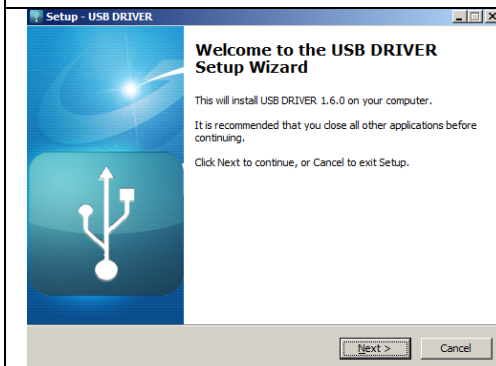 Setup - USB DRIVER
Welcome to the USB DRIVER
Setup Wizard
This will install USB DRIVER 1.6.0 on your computer.
It is recommended that you close all other applications before
continuing.
Click Next to continue, or Cancel to exit Setup.
Next >
Cancel